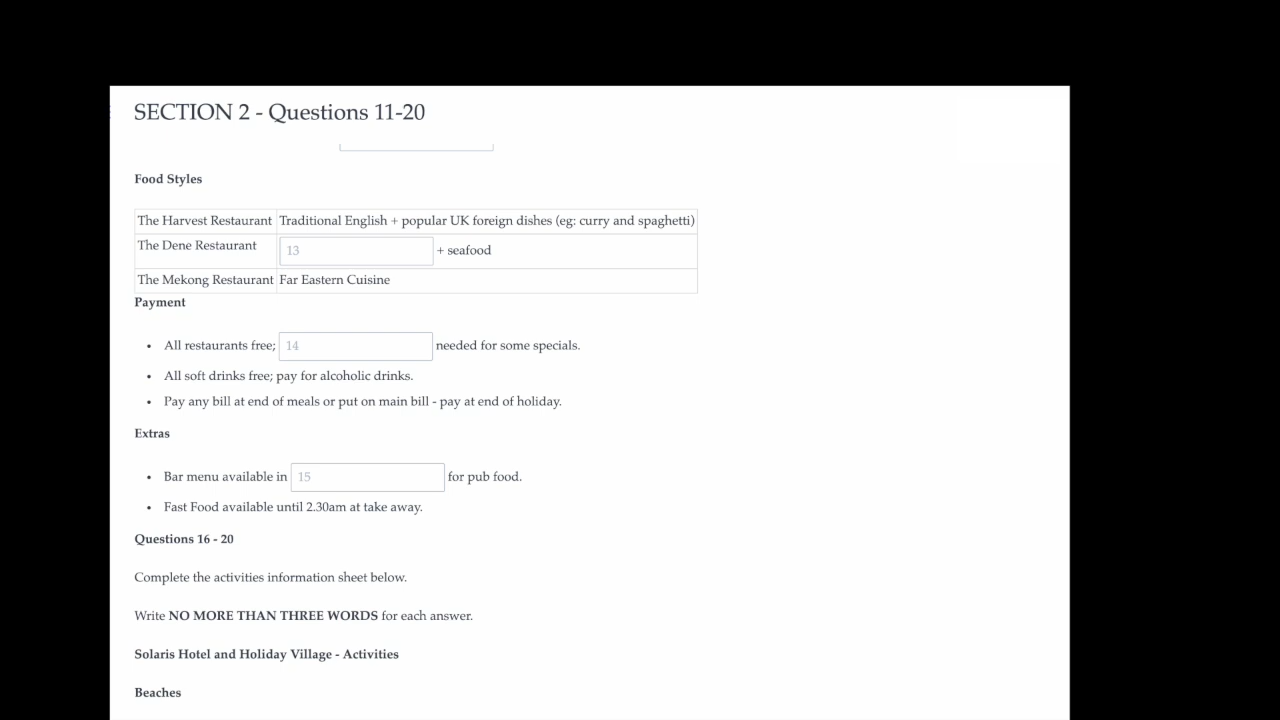 SECTION 2 - Questions 11-20
Food Styles
The Harvest Restaurant Traditional English + popular UK foreign dishes (eg: curry and spaghetti)
The Dene Restaurant 13 + seafood
The Mekong Restaurant Far Eastern Cuisine
Payment
• All restaurants free; 14 needed for some specials.
• All soft drinks free; pay for alcoholic drinks.
• Pay any bill at end of meals or put on main bill - pay at end of holiday.
Extras
• Bar menu available in 15 for pub food.
• Fast Food available until 2.30am at take away.
Questions 16 - 20
Complete the activities information sheet below.
Write NO MORE THAN THREE WORDS for each answer.
Solaris Hotel and Holiday Village - Activities
Beaches